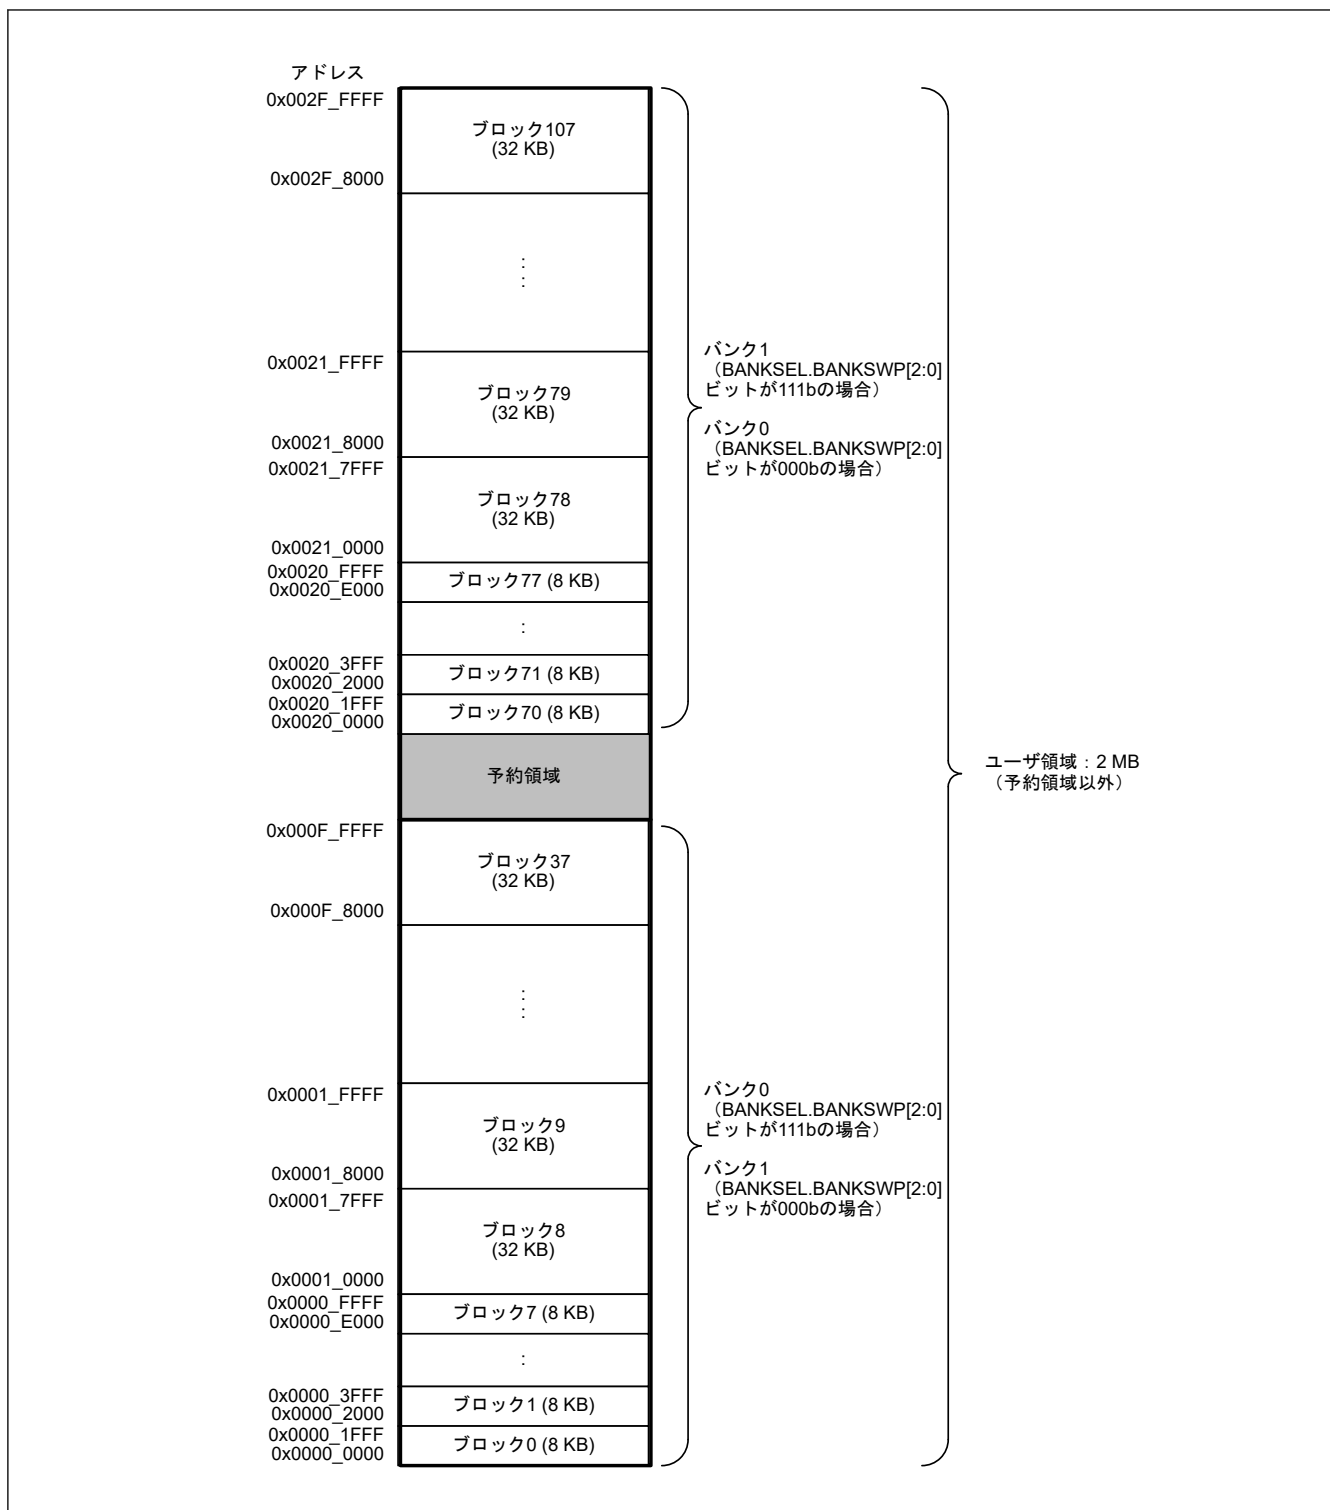 アドレス
0x002F_FFFF
ブロック107
(32 KB)
0x002F_8000
:
:
0x0021_FFFF
ブロック79
(32 KB)
0x0021_8000
0x0021_7FFF
ブロック78
(32 KB)
0x0021_0000
0x0020_FFFF
0x0020_E000
ブロック77 (8 KB)
:
0x0020_3FFF
0x0020_2000
ブロック71 (8 KB)
0x0020_1FFF
0x0020_0000
ブロック70 (8 KB)
バンク1
（BANKSEL.BANKSWP[2:0]
ビットが111bの場合）
バンク0
（BANKSEL.BANKSWP[2:0]
ビットが000bの場合）
予約領域
ユーザ領域：2 MB
（予約領域以外）
0x000F_FFFF
ブロック37
(32 KB)
0x000F_8000
:
:
0x0001_FFFF
ブロック9
(32 KB)
0x0001_8000
0x0001_7FFF
ブロック8
(32 KB)
0x0001_0000
0x0000_FFFF
0x0000_E000
ブロック7 (8 KB)
:
0x0000_3FFF
0x0000_2000
ブロック1 (8 KB)
0x0000_1FFF
0x0000_0000
ブロック0 (8 KB)
バンク0
（BANKSEL.BANKSWP[2:0]
ビットが111bの場合）
バンク1
（BANKSEL.BANKSWP[2:0]
ビットが000bの場合）